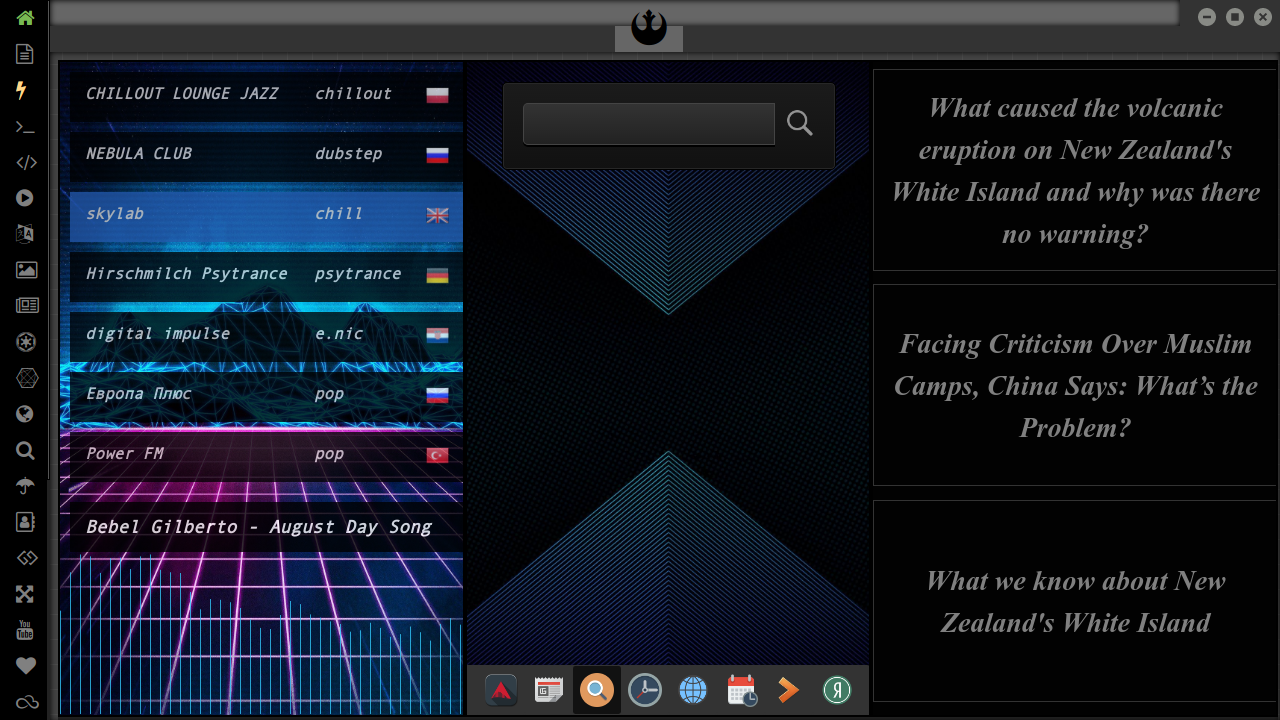 CHILLOUT LOUNGE JAZZ chillout
NEBULA CLUB dubstep
skylab chill
Hirschmilch Psytrance psytrance
digital impulse e.nic
Европа Плюс pop
Power FM pop
Bebel Gilberto - August Day Song
What caused the volcanic
eruption on New Zealand's
White Island and why was there
no warning?
Facing Criticism Over Muslim
Camps, China Says: What’s the
Problem?
What we know about New
Zealand's White Island
You
Tube
Я